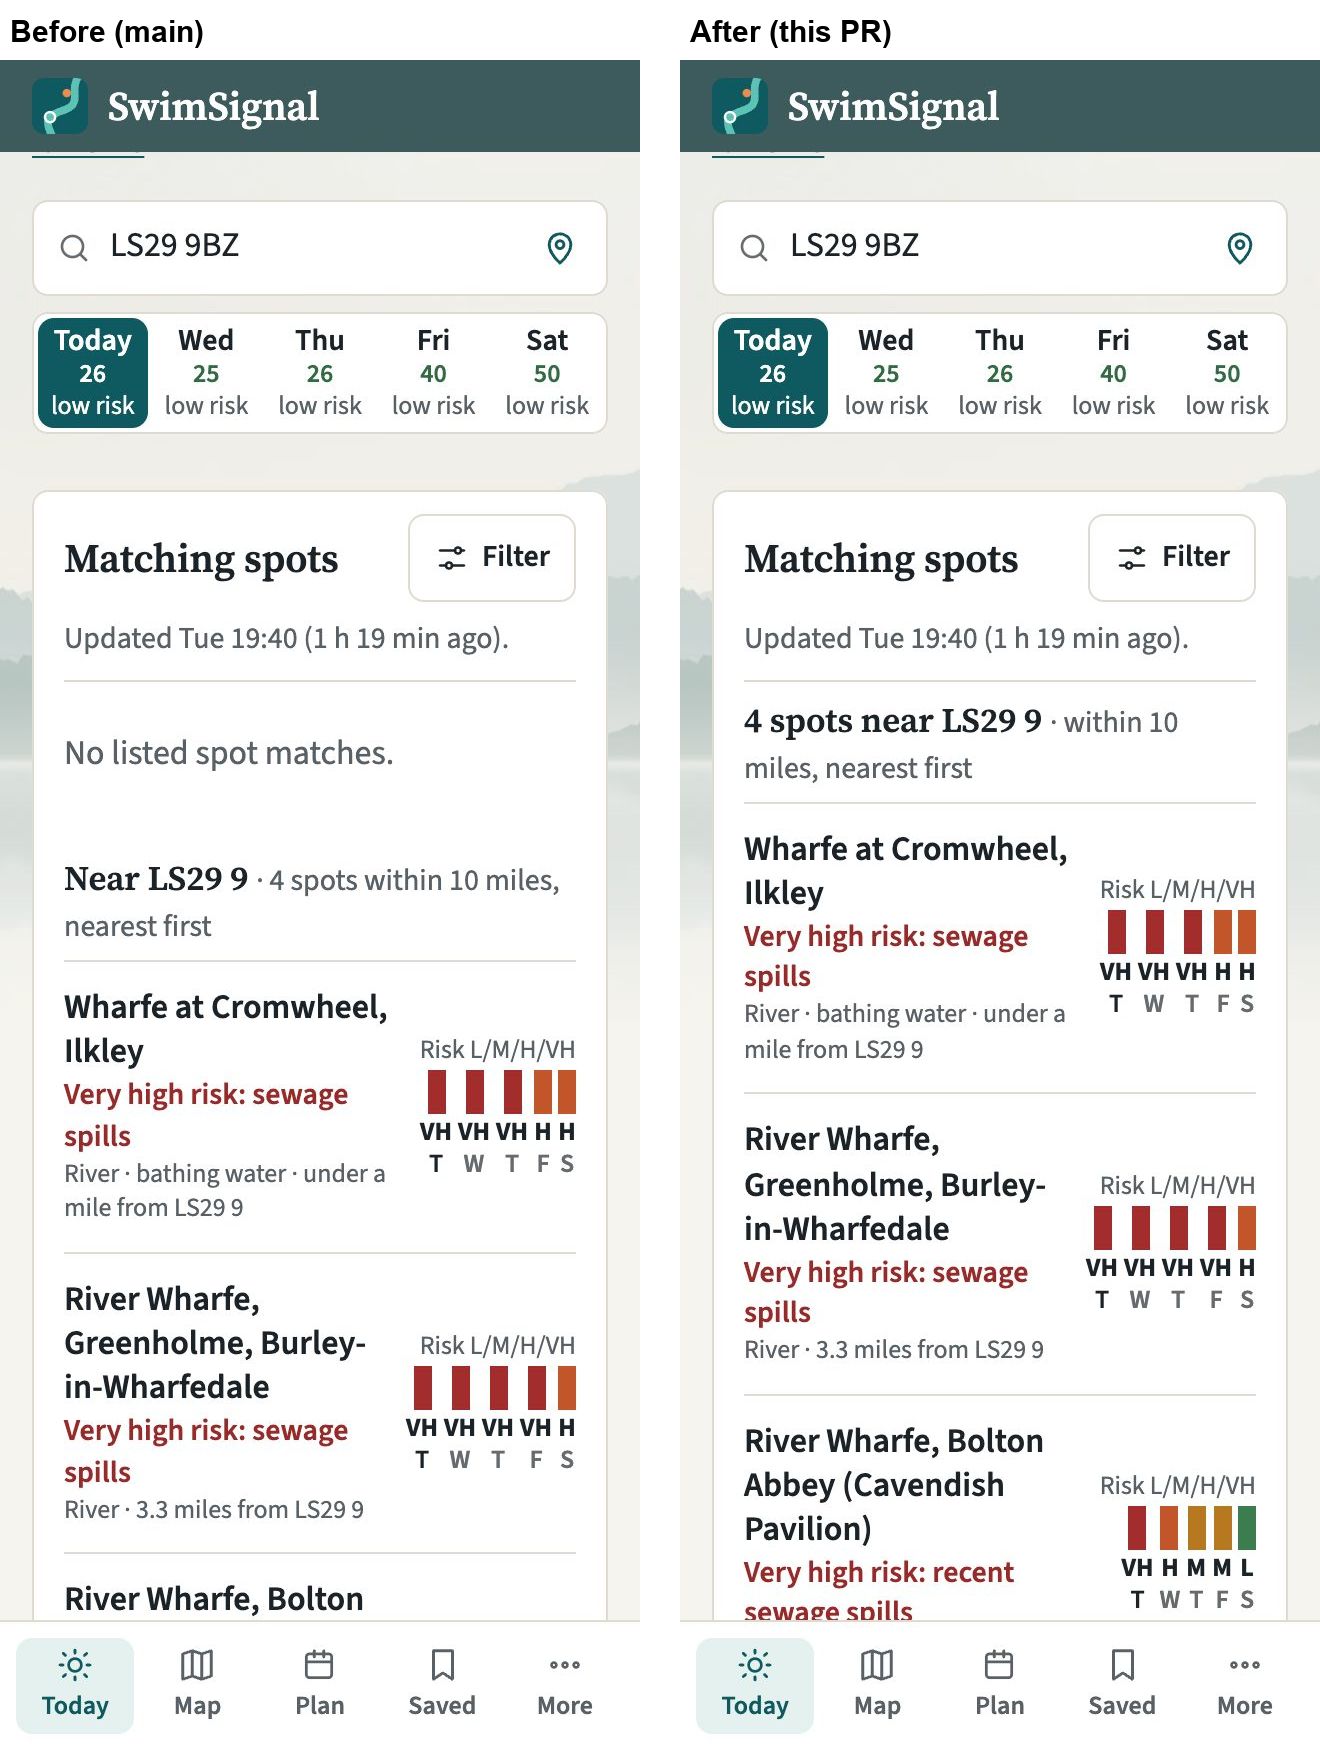 Before (main)
SwimSignal
LS29 9BZ
Today Wed Thu Fri Sat
26 25 26 40 50
low risk low risk low risk low risk low risk
Matching spots
Filter
Updated Tue 19:40 (1 h 19 min ago).
No listed spot matches.
Near LS29 9 · 4 spots within 10 miles,
nearest first
Wharfe at Cromwheel,
Ilkley
Very high risk: sewage
spills
River · bathing water · under a
mile from LS29 9
Risk L/M/H/VH
VH VH VH H H
T W T F S
River Wharfe,
Greenholme, Burley-
in-Wharfedale
Very high risk: sewage
spills
River · 3.3 miles from LS29 9
Risk L/M/H/VH
VH VH VH VH H
T W T F S
River Wharfe, Bolton
Today Map Plan Saved More
After (this PR)
SwimSignal
LS29 9BZ
Today Wed Thu Fri Sat
26 25 26 40 50
low risk low risk low risk low risk low risk
Matching spots
Filter
Updated Tue 19:40 (1 h 19 min ago).
4 spots near LS29 9 · within 10
miles, nearest first
Wharfe at Cromwheel,
Ilkley
Very high risk: sewage
spills
River · bathing water · under a
mile from LS29 9
Risk L/M/H/VH
VH VH VH H H
T W T F S
River Wharfe,
Greenholme, Burley-
in-Wharfedale
Very high risk: sewage
spills
River · 3.3 miles from LS29 9
Risk L/M/H/VH
VH VH VH VH H
T W T F S
River Wharfe, Bolton
Abbey (Cavendish
Pavilion)
Very high risk: recent
sewage spills
Risk L/M/H/VH
VH H M M L
T W T F S
Today Map Plan Saved More